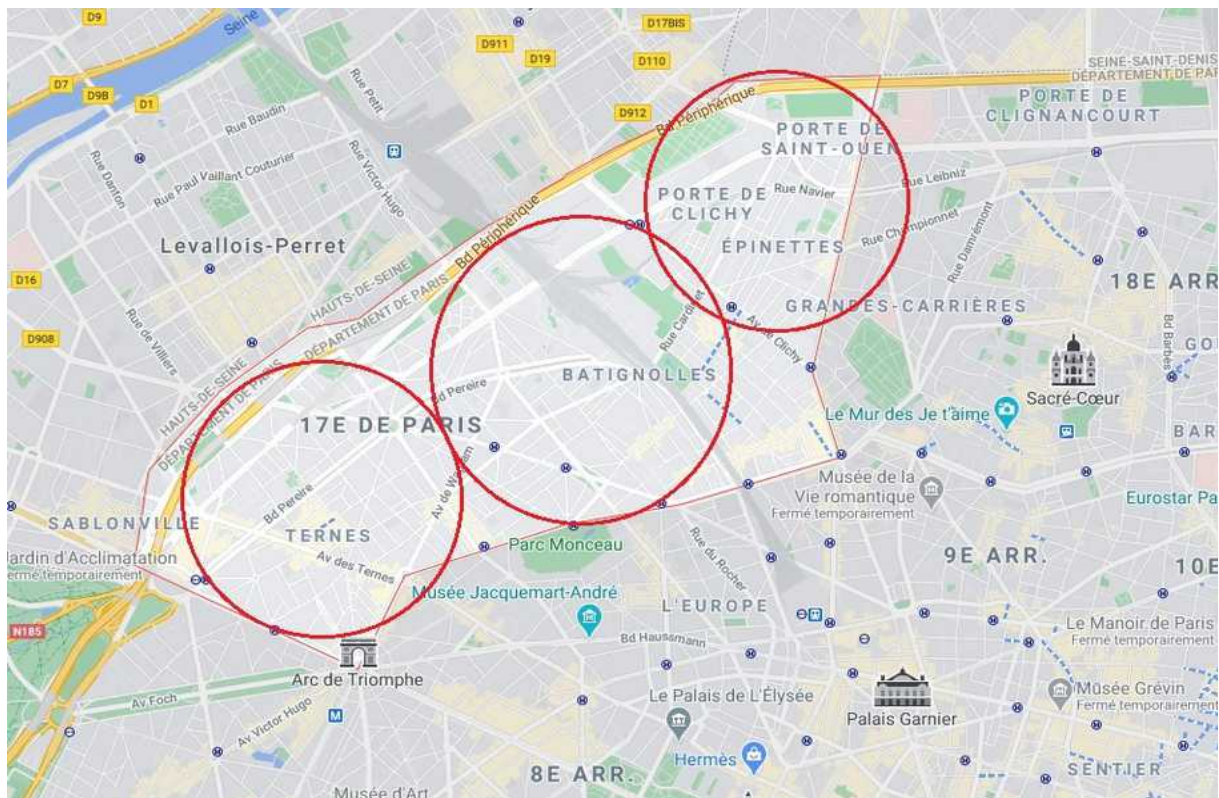 D9
Seine
D17BIS
D911
D19
D110
D7
D9B
D1
D912
Rue Petit
Rue Baudin
Rue Danton
Rue Paul Vaillant Couturier
Rue Victor Hugo
Bd Périphérique
SEINE-SAINT-DENIS
DÉPARTEMENT DE PAR
PORTE DE
CLIGNANCOURT
PORTE DE
SAINT-OUEN
Rue Leibniz
Rue Navier
PORTE DE
CLICHY
Rue Championnet
Rue Damrémont
ÉPINETTES
Levallois-Perret
Bd Périphérique
D16
HAUTS-DE-SEINE
DÉPARTEMENT DE PARIS
18E ARR
GRANDES-CARRIÈRES
Rue Cardinet
Av. de Clichy
Bd Barbès
GO
D908
Rue de Villiers
HAUTS-DE-SEINE
DÉPARTEMENT DE PARIS
BATIGNOLLES
Bd Pereire
Sacré-Cœur
Le Mur des Je t'aime
17E DE PARIS
BAR
Av. de Wagram
Musée de la
Vie romantique
Fermé temporairement
Eurostar Pa
Bd Pereire
SABLONVILLE
TERNES
Av. des Ternes
Parc Monceau
Rue du Rocher
9E ARR.
10E
Jardin d'Acclimatation
Fermé temporairement
Musée Jacquemart-André
L'EUROPE
N185
Bd Haussmann
Le Manoir de Paris
Fermé temporairement
Arc de Triomphe
Av. Foch
Av. Victor Hugo
M
Le Palais de L'Élysée
Palais Garnier
Musée Grévin
Fermé temporairement
Hermès
8E ARR.
SENTIER
Musée d'Art